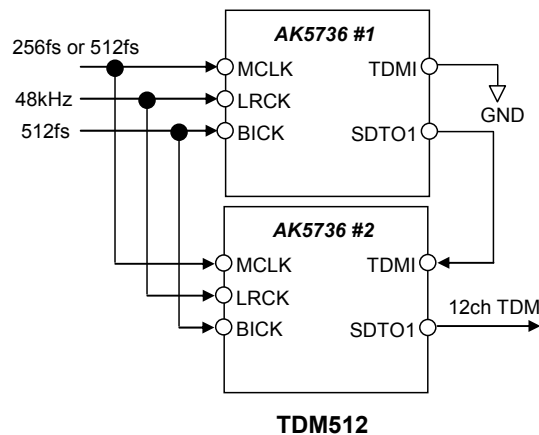 AK5736 #1
256fs or 512fs
MCLK
TDMI
48kHz
LRCK
GND
512fs
BICK
SDTO1
AK5736 #2
MCLK
TDMI
LRCK
12ch TDM
BICK
SDTO1
TDM512